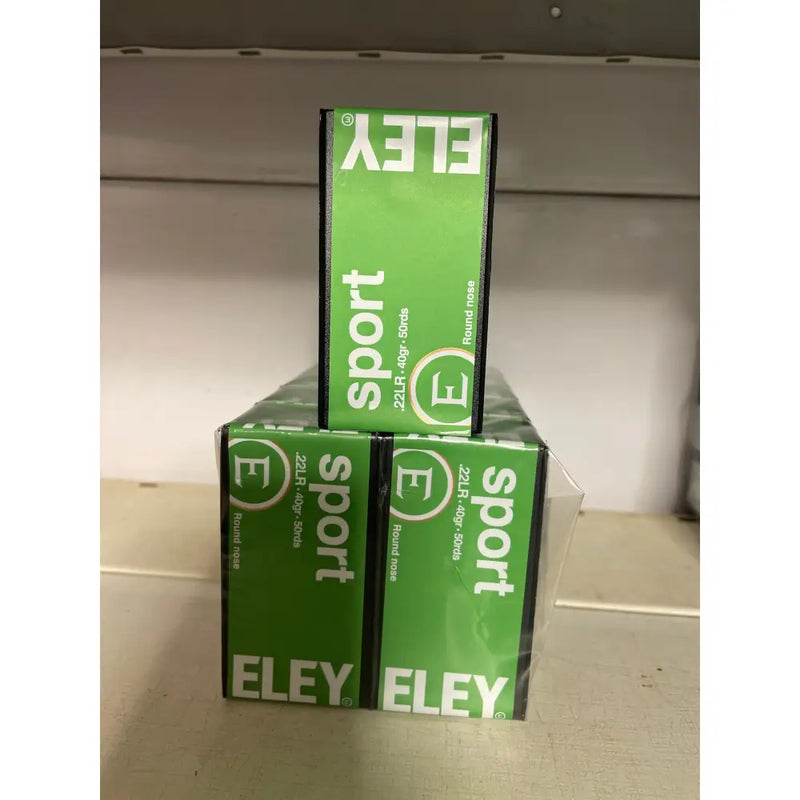 ELEY
sport
.22LR • 40gr • 50rds
Round nose
E
sport
.22LR • 40gr • 50rds
E
Round nose
ELEY
sport
.22LR • 40gr • 50rds
E
Round nose
ELEY